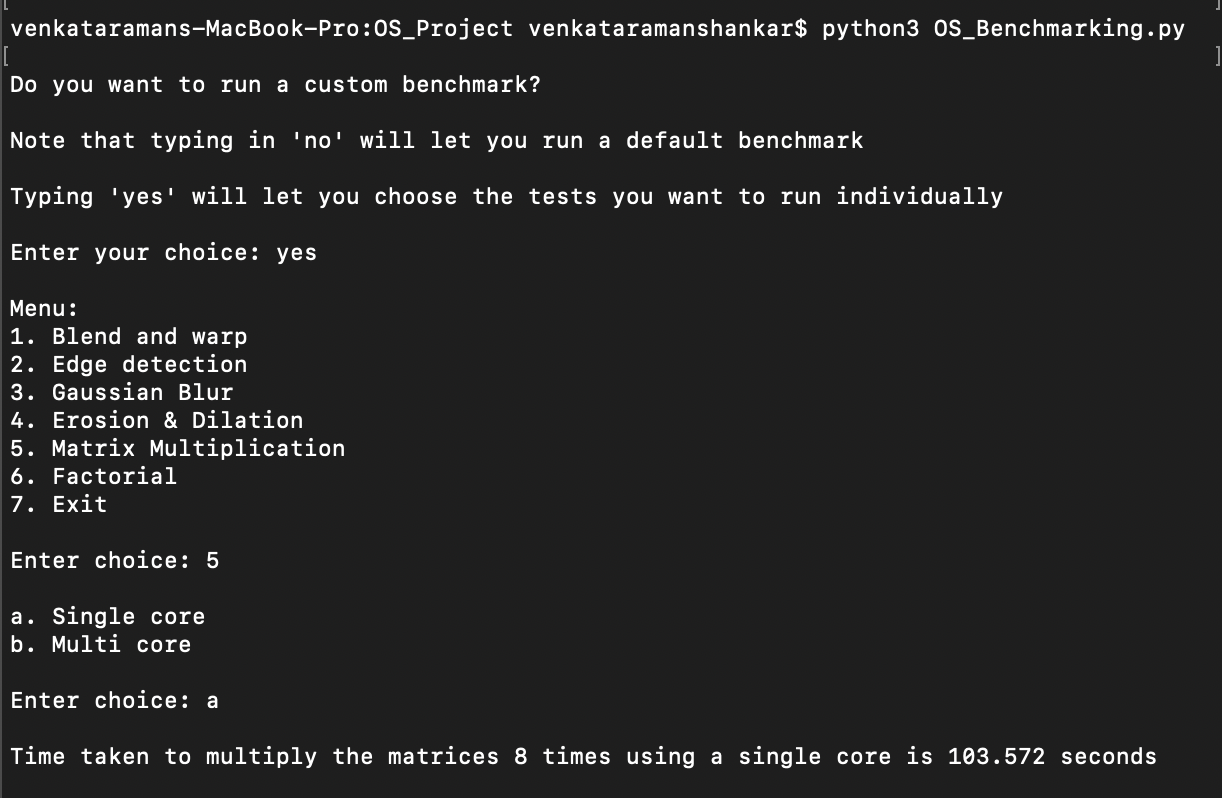 venkataramans-MacBook-Pro:OS_Project venkataramanshankar$ python3 OS_Benchmarking.py
[ ]
Do you want to run a custom benchmark?
Note that typing in 'no' will let you run a default benchmark
Typing 'yes' will let you choose the tests you want to run individually
Enter your choice: yes
Menu:
1. Blend and warp
2. Edge detection
3. Gaussian Blur
4. Erosion & Dilation
5. Matrix Multiplication
6. Factorial
7. Exit
Enter choice: 5
a. Single core
b. Multi core
Enter choice: a
Time taken to multiply the matrices 8 times using a single core is 103.572 seconds